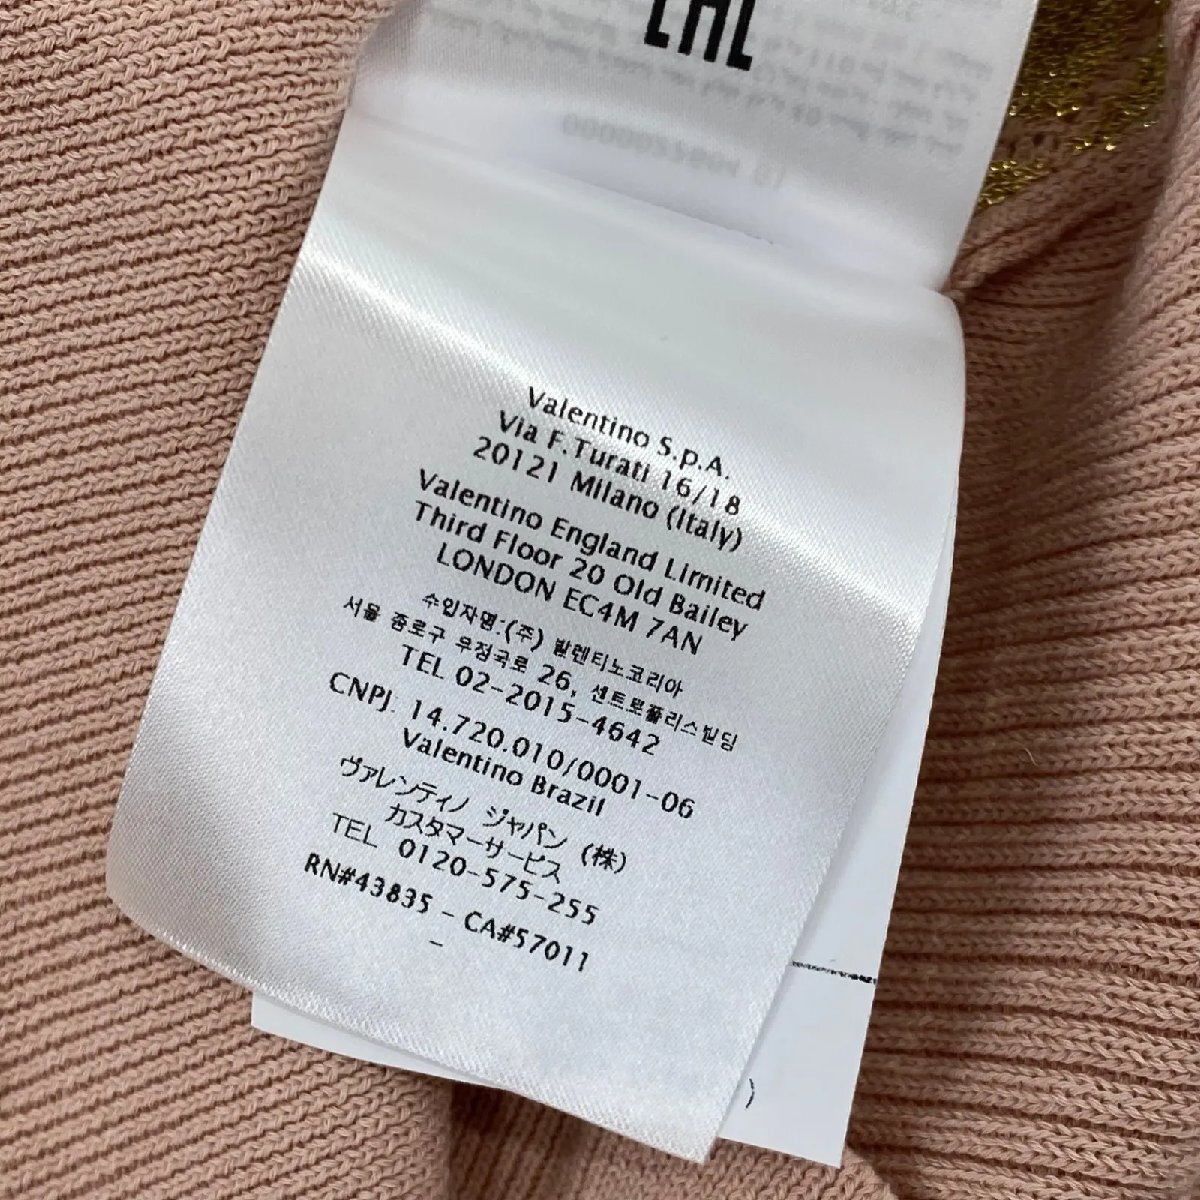 EAC
Valentino S.p.A.
Via F.Turati 16/18
20121 Milano (Italy)
Valentino England Limited
Third Floor 20 Old Bailey
LONDON EC4M 7AN
수입자명:(주) 발렌티노코리아
서울 종로구 우정국로 26, 센트로폴리스빌딩
TEL 02-2015-4642
CNPJ. 14.720.010/0001-06
Valentino Brazil
ヴァレンティノ ジャパン (株)
カスタマーサービス
TEL 0120-575-255
RN#43835 - CA#57011
-